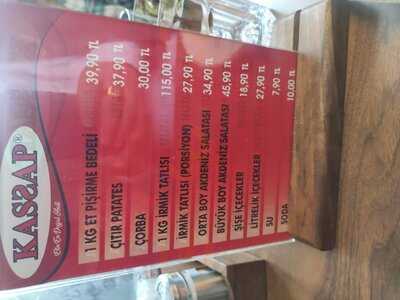 KASSAP®
1 KG ET PİŞİRME BEDELİ 39,90 TL
ÇITIR PATATES 37,90 TL
ÇORBA 30,00 TL
1 KG İRMİK TATLISI 115,00 TL
İRMİK TATLISI (PORSİYON) 27,90 TL
ORTA BOY AKDENİZ SALATASI 34,90 TL
BÜYÜK BOY AKDENİZ SALATASI 45,90 TL
ŞİŞE İÇECEKLER 18,90 TL
LİTRELİK İÇECEKLER 27,90 TL
SU 7,90 TL
SODA 10,00 TL